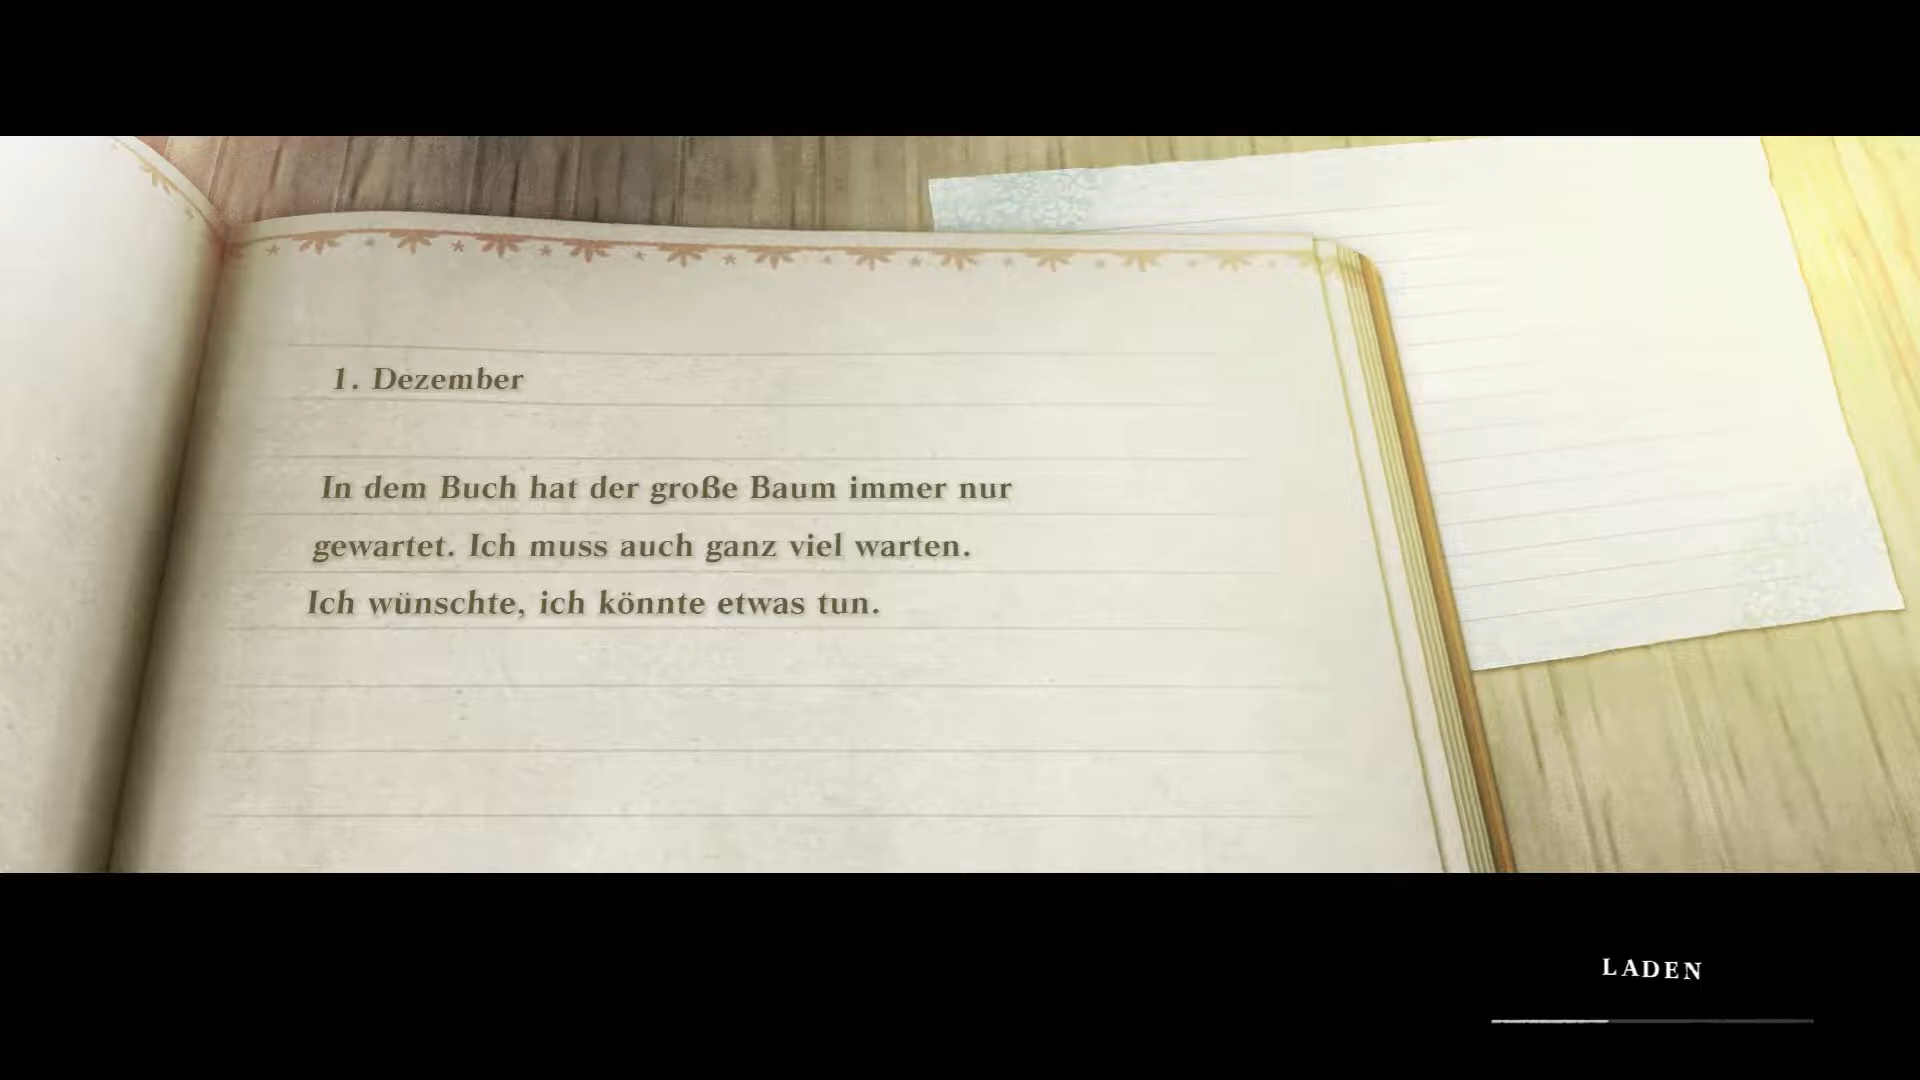 1. Dezember
In dem Buch hat der große Baum immer nur
gewartet. Ich muss auch ganz viel warten.
Ich wünschte, ich könnte etwas tun.
LADEN